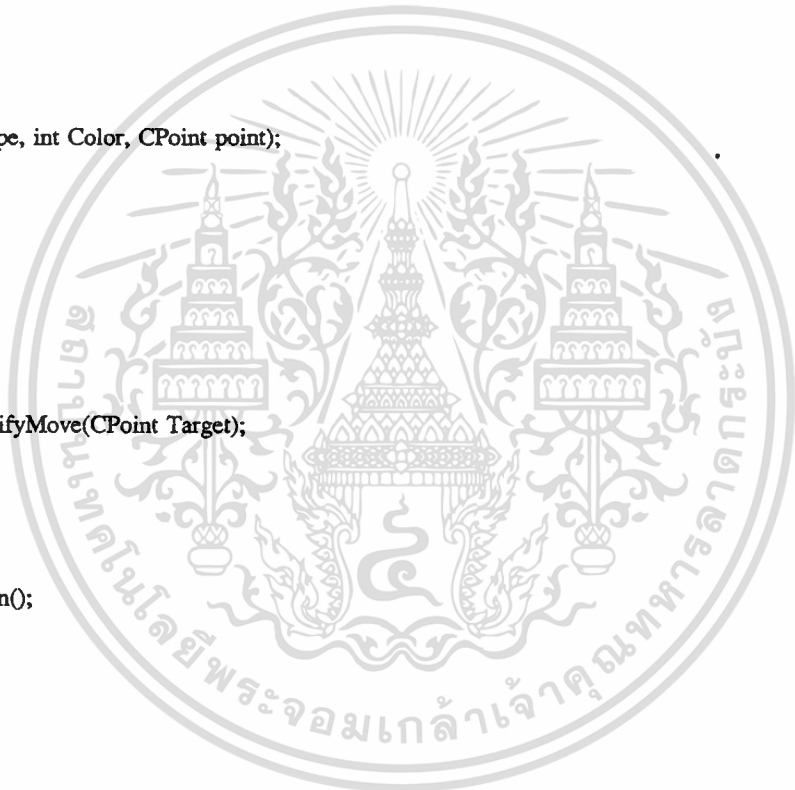 pe, int Color, CPoint point);
ifyMove(CPoint Target);
n();
สถาบันเทคโนโลยีพระจอมเกล้าเจ้าคุณทหารลาดกระบัง